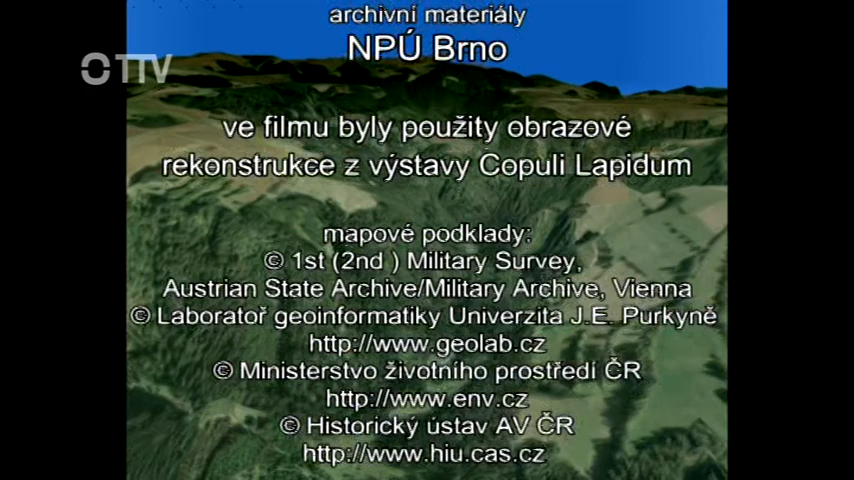 archivní materiály
NPÚ Brno
OTTV
ve filmu byly použity obrazové
rekonstrukce z výstavy Copuli Lapidum
mapové podklady:
© 1st (2nd ) Military Survey,
Austrian State Archive/Military Archive, Vienna
© Laboratoř geoinformatiky Univerzita J.E. Purkyně
http://www.geolab.cz
© Ministerstvo životního prostředí ČR
http://www.env.cz
© Historický ústav AV ČR
http://www.hiu.cas.cz